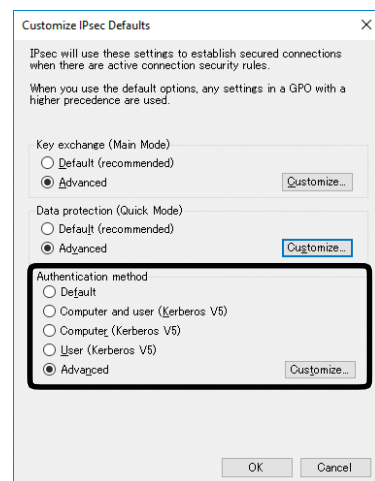 Customize IPsec Defaults
IPsec will use these settings to establish secured connections
when there are active connection security rules.
When you use the default options, any settings in a GPO with a
higher precedence are used.
Key exchange (Main Mode)
Default (recommended)
Advanced
Customize...
Data protection (Quick Mode)
Default (recommended)
Advanced
Customize...
Authentication method
Default
Computer and user (Kerberos V5)
Computer (Kerberos V5)
User (Kerberos V5)
Advanced
Customize...
OK
Cancel